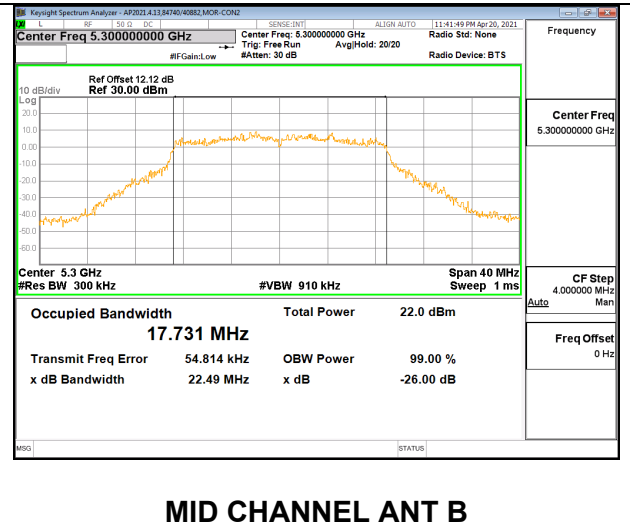 Keysight Spectrum Analyzer - AP2021.4.13,84740/40882,MOR-CON2
LXI L RF 50 Ω DC SENSE:INT ALIGN AUTO 11:41:49 PM Apr 20, 2021
Center Freq 5.300000000 GHz
Center Freq: 5.300000000 GHz
Radio Std: None
Trig: Free Run Avg|Hold: 20/20
#IFGain:Low
#Atten: 30 dB
Radio Device: BTS
Ref Offset 12.12 dB
10 dB/div Ref 30.00 dBm
Log
20.0
10.0
0.00
-10.0
-20.0
-30.0
-40.0
-50.0
-60.0
Center 5.3 GHz
Span 40 MHz
#Res BW 300 kHz
#VBW 910 kHz
Sweep 1 ms
Occupied Bandwidth
17.731 MHz
Total Power 22.0 dBm
Transmit Freq Error 54.814 kHz OBW Power 99.00 %
x dB Bandwidth 22.49 MHz x dB -26.00 dB
MSG
STATUS
Frequency
Center Freq
5.300000000 GHz
CF Step
4.000000 MHz
Auto Man
Freq Offset
0 Hz
MID CHANNEL ANT B